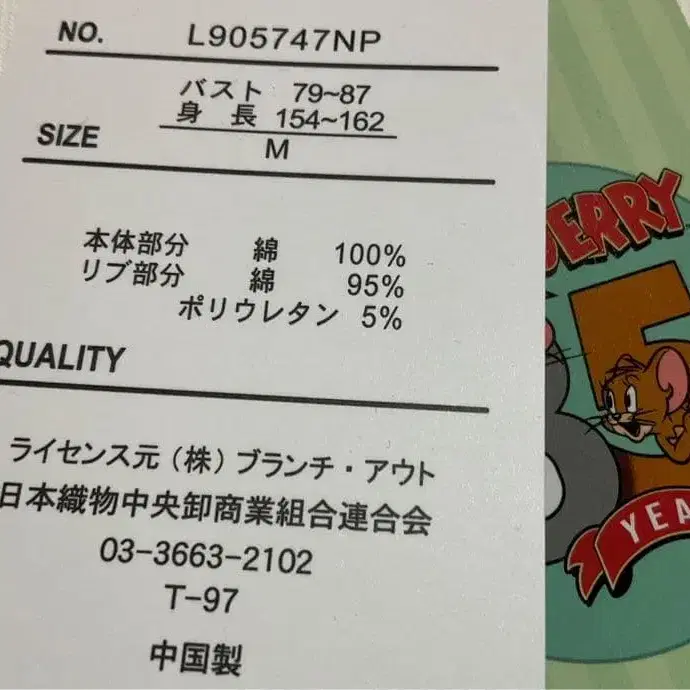 NO. L905747NP
バスト 79~87
身 長 154~162
SIZE
M
本体部分 綿 100%
リブ部分 綿 95%
ポリウレタン 5%
QUALITY
ライセンス元（株）ブランチ・アウト
日本織物中央卸商業組合連合会
03-3663-2102
T-97
中国製
JERRY
85
YEA